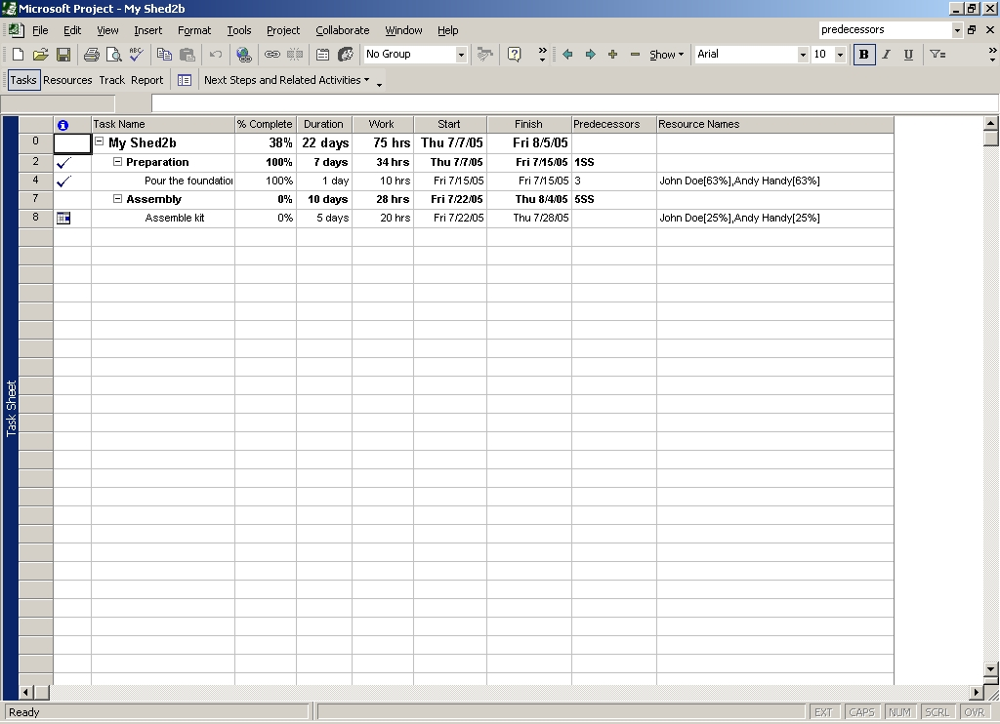 Microsoft Project - My Shed2b
File Edit View Insert Format Tools Project Collaborate Window Help predecessors
No Group Show Arial 10 B I U
Tasks Resources Track Report Next Steps and Related Activities
Task Name % Complete Duration Work Start Finish Predecessors Resource Names
0 My Shed2b 38% 22 days 75 hrs Thu 7/7/05 Fri 8/5/05
2 Preparation 100% 7 days 34 hrs Thu 7/7/05 Fri 7/15/05 1SS
4 Pour the foundation 100% 1 day 10 hrs Fri 7/15/05 Fri 7/15/05 3 John Doe[63%],Andy Handy[63%]
7 Assembly 0% 10 days 28 hrs Fri 7/22/05 Thu 8/4/05 5SS
8 Assemble kit 0% 5 days 20 hrs Fri 7/22/05 Thu 7/28/05 John Doe[25%],Andy Handy[25%]
Task Sheet
Ready EXT CAPS NUM SCRL OVR